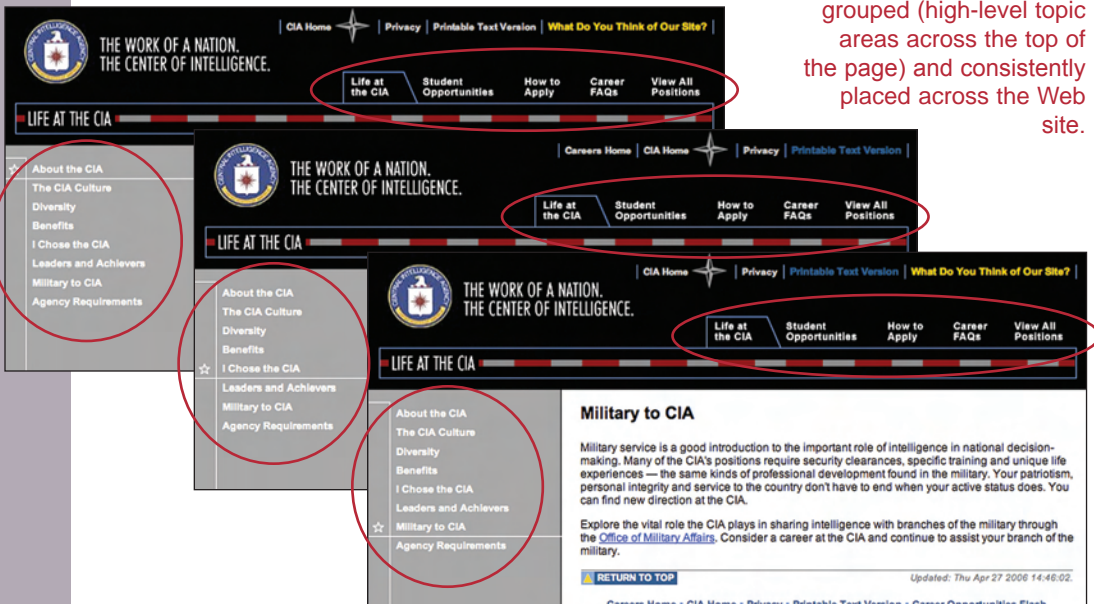 grouped (high-level topic
areas across the top of
the page) and consistently
placed across the Web
site.
CIA Home | Privacy | Printable Text Version | What Do You Think of Our Site? |
THE WORK OF A NATION.
THE CENTER OF INTELLIGENCE.
Life at the CIA
Student Opportunities
How to Apply
Career FAQs
View All Positions
LIFE AT THE CIA
About the CIA
The CIA Culture
Diversity
Benefits
I Chose the CIA
Leaders and Achievers
Military to CIA
Agency Requirements
| Careers Home | CIA Home | Privacy | Printable Text Version |
THE WORK OF A NATION.
THE CENTER OF INTELLIGENCE.
Life at the CIA
Student Opportunities
How to Apply
Career FAQs
View All Positions
LIFE AT THE CIA
About the CIA
The CIA Culture
Diversity
Benefits
I Chose the CIA
Leaders and Achievers
Military to CIA
Agency Requirements
| CIA Home | Privacy | Printable Text Version | What Do You Think of Our Site? |
THE WORK OF A NATION.
THE CENTER OF INTELLIGENCE.
Life at the CIA
Student Opportunities
How to Apply
Career FAQs
View All Positions
LIFE AT THE CIA
About the CIA
The CIA Culture
Diversity
Benefits
I Chose the CIA
Leaders and Achievers
Military to CIA
Agency Requirements
Military to CIA
Military service is a good introduction to the important role of intelligence in national decision-
making. Many of the CIA's positions require security clearances, specific training and unique life
experiences — the same kinds of professional development found in the military. Your patriotism,
personal integrity and service to the country don't have to end when your active status does. You
can find new direction at the CIA.
Explore the vital role the CIA plays in sharing intelligence with branches of the military through
the Office of Military Affairs. Consider a career at the CIA and continue to assist your branch of the
military.
RETURN TO TOP
Updated: Thu Apr 27 2006 14:46:02.
Careers Home • CIA Home • Privacy • Printable Text Version • Career Opportunities Flash